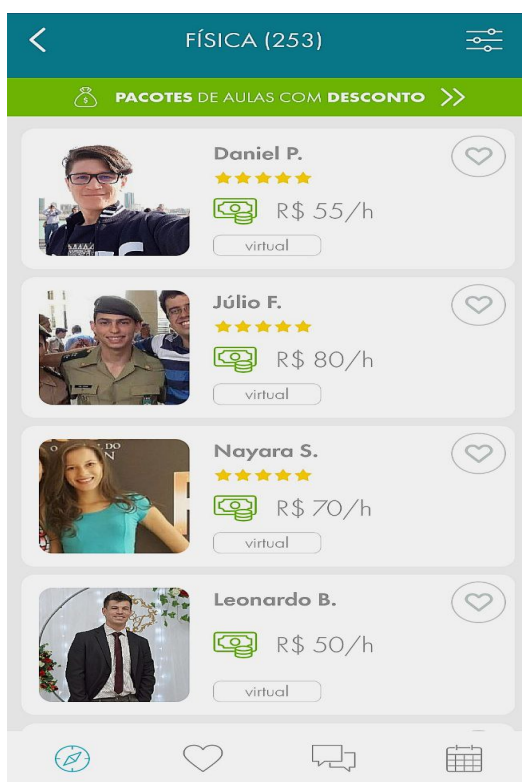 FÍSICA (253)
PACOTES DE AULAS COM DESCONTO
Daniel P.
R$ 55/h
virtual
Júlio F.
R$ 80/h
virtual
Nayara S.
R$ 70/h
virtual
Leonardo B.
R$ 50/h
virtual